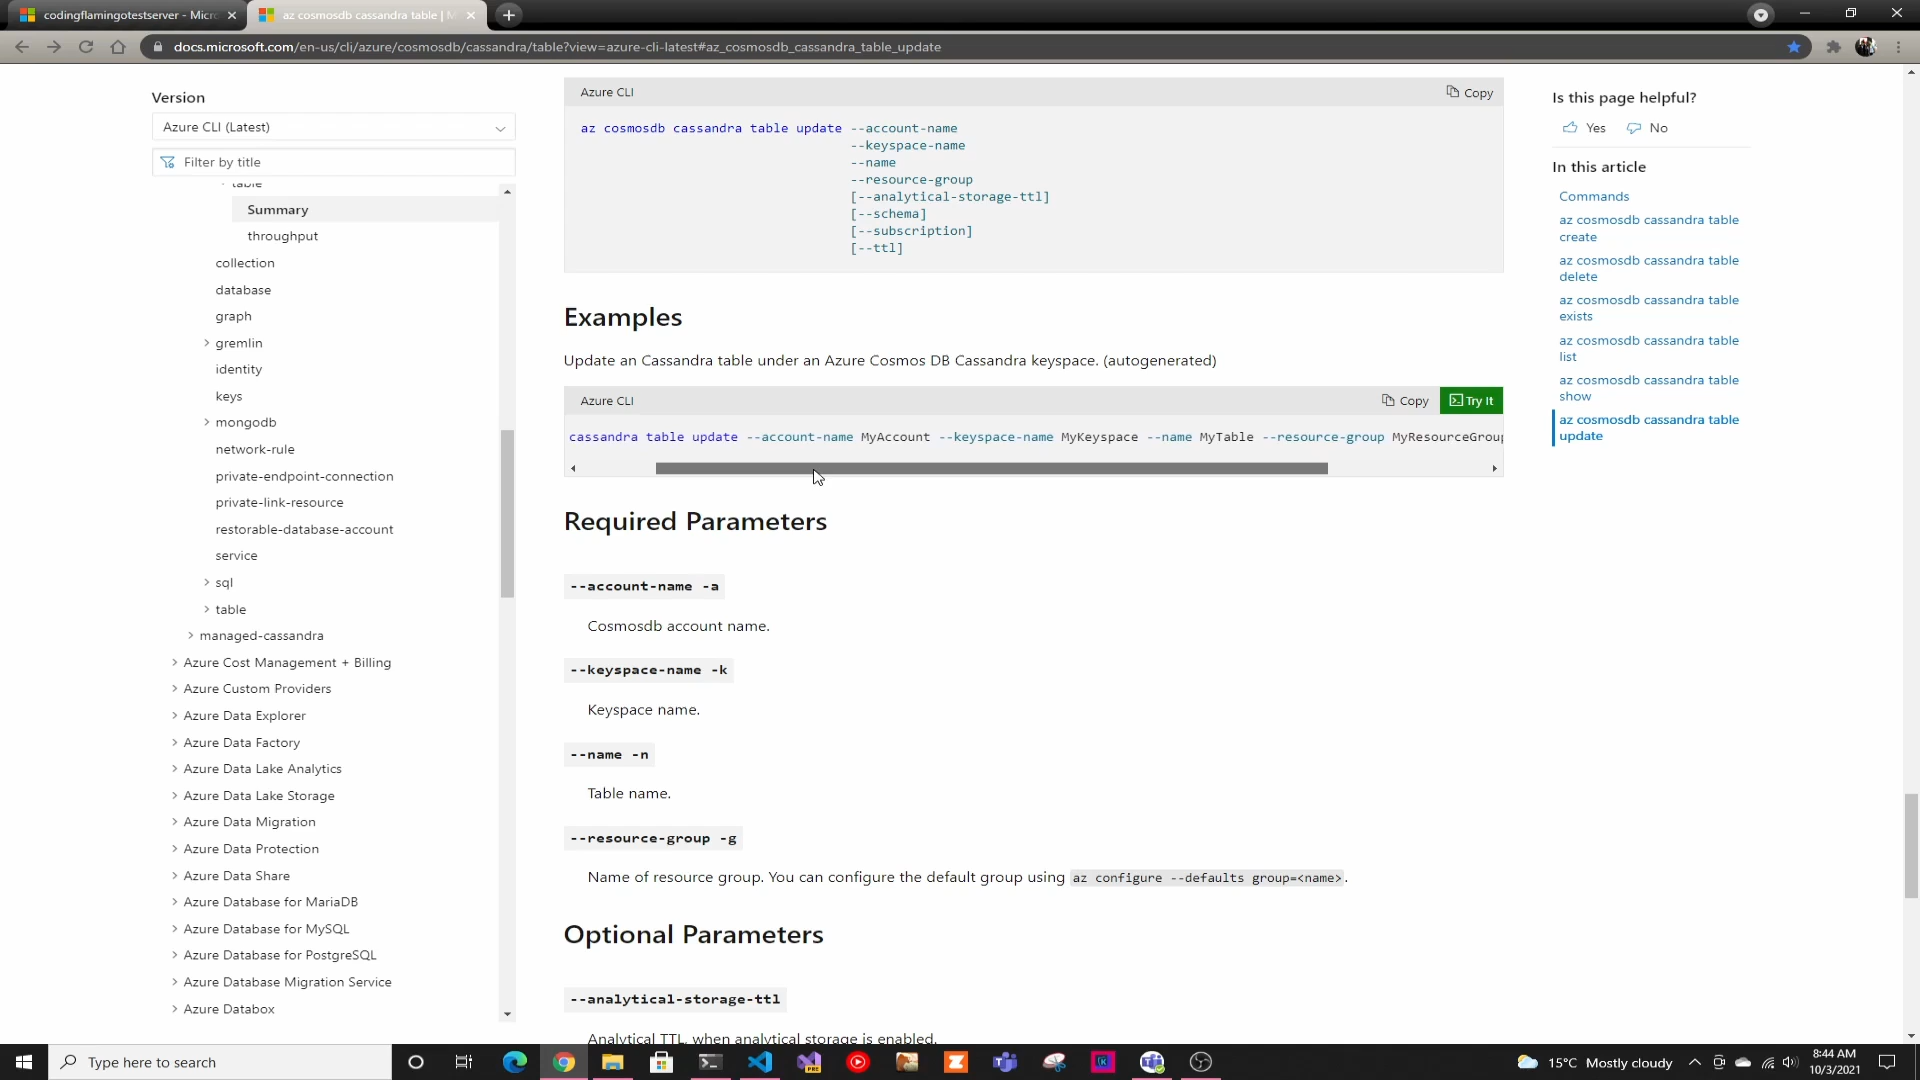 codingflamingotestserver - Micro
az cosmosdb cassandra table | M
docs.microsoft.com/en-us/cli/azure/cosmosdb/cassandra/table?view=azure-cli-latest#az_cosmosdb_cassandra_table_update
Version
Azure CLI (Latest)
Filter by title
table
Summary
throughput
collection
database
graph
gremlin
identity
keys
mongodb
network-rule
private-endpoint-connection
private-link-resource
restorable-database-account
service
sql
table
managed-cassandra
Azure Cost Management + Billing
Azure Custom Providers
Azure Data Explorer
Azure Data Factory
Azure Data Lake Analytics
Azure Data Lake Storage
Azure Data Migration
Azure Data Protection
Azure Data Share
Azure Database for MariaDB
Azure Database for MySQL
Azure Database for PostgreSQL
Azure Database Migration Service
Azure Databox
Azure CLI
Copy
az cosmosdb cassandra table update --account-name
--keyspace-name
--name
--resource-group
[--analytical-storage-ttl]
[--schema]
[--subscription]
[--ttl]
Examples
Update an Cassandra table under an Azure Cosmos DB Cassandra keyspace. (autogenerated)
Azure CLI
Copy
Try It
cassandra table update --account-name MyAccount --keyspace-name MyKeyspace --name MyTable --resource-group MyResourceGroup
Required Parameters
--account-name -a
Cosmosdb account name.
--keyspace-name -k
Keyspace name.
--name -n
Table name.
--resource-group -g
Name of resource group. You can configure the default group using az configure --defaults group=<name>.
Optional Parameters
--analytical-storage-ttl
Analytical TTL, when analytical storage is enabled.
Is this page helpful?
Yes
No
In this article
Commands
az cosmosdb cassandra table
create
az cosmosdb cassandra table
delete
az cosmosdb cassandra table
exists
az cosmosdb cassandra table
list
az cosmosdb cassandra table
show
az cosmosdb cassandra table
update
Type here to search
15°C Mostly cloudy
8:44 AM
10/3/2021